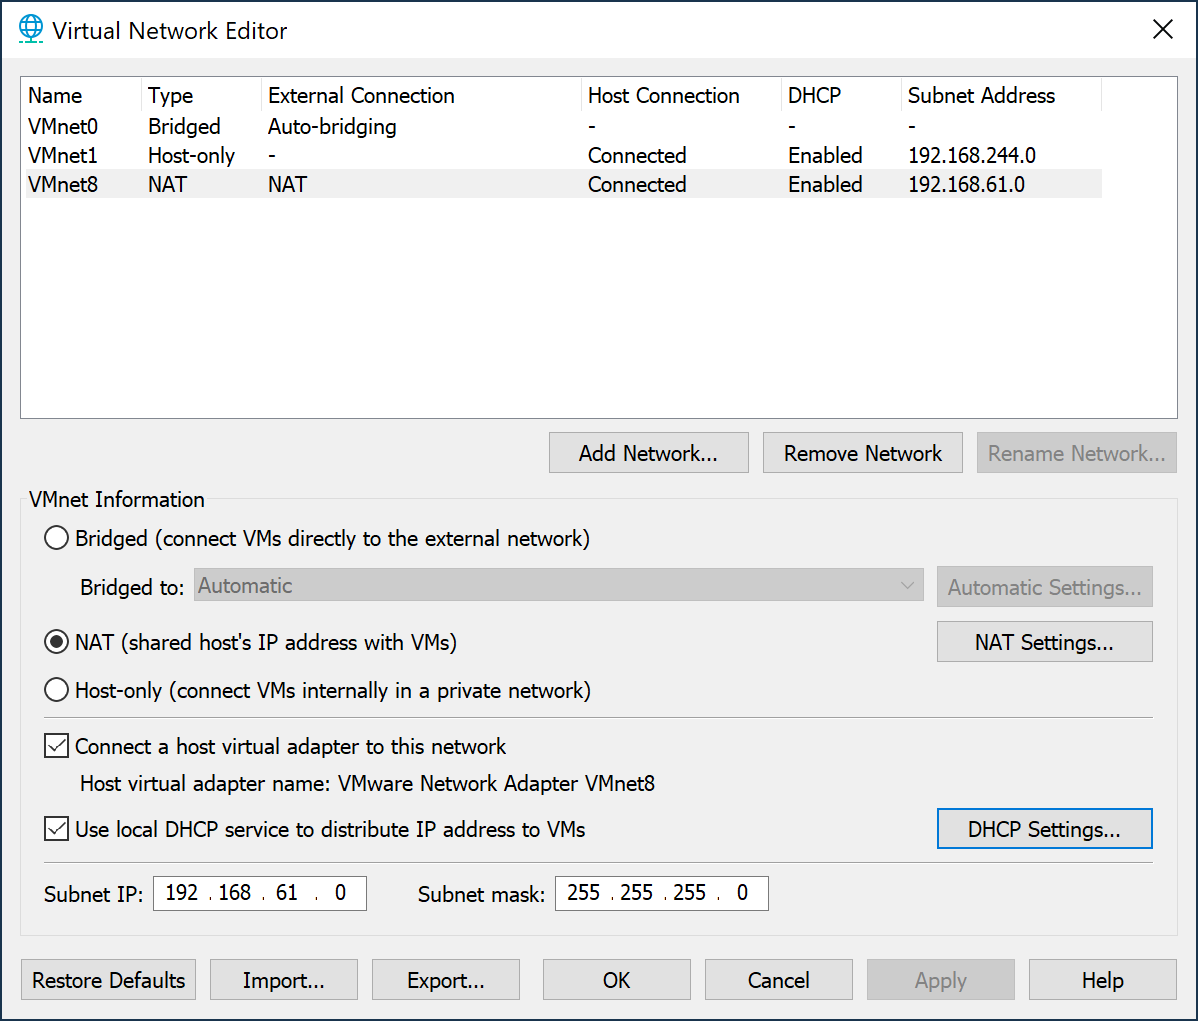 Virtual Network Editor
Name Type External Connection Host Connection DHCP Subnet Address
VMnet0 Bridged Auto-bridging - - -
VMnet1 Host-only - Connected Enabled 192.168.244.0
VMnet8 NAT NAT Connected Enabled 192.168.61.0
Add Network... Remove Network Rename Network...
VMnet Information
Bridged (connect VMs directly to the external network)
Bridged to: Automatic Automatic Settings...
NAT (shared host's IP address with VMs) NAT Settings...
Host-only (connect VMs internally in a private network)
Connect a host virtual adapter to this network
Host virtual adapter name: VMware Network Adapter VMnet8
Use local DHCP service to distribute IP address to VMs DHCP Settings...
Subnet IP: 192 . 168 . 61 . 0 Subnet mask: 255 . 255 . 255 . 0
Restore Defaults Import... Export... OK Cancel Apply Help